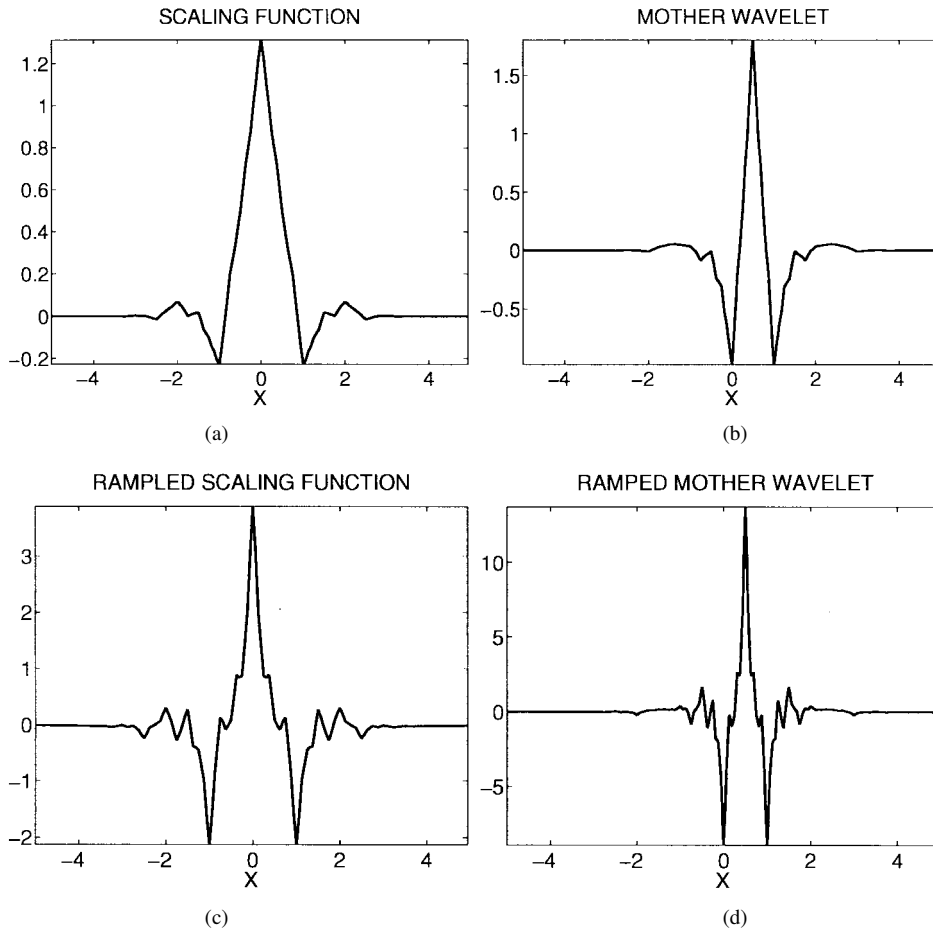 SCALING FUNCTION
1.2
1
0.8
0.6
0.4
0.2
0
−0.2
−4 −2 0 2 4
X
(a)
MOTHER WAVELET
1.5
1
0.5
0
−0.5
−4 −2 0 2 4
X
(b)
RAMPLED SCALING FUNCTION
3
2
1
0
−1
−2
−4 −2 0 2 4
X
(c)
RAMPED MOTHER WAVELET
10
5
0
−5
−4 −2 0 2 4
X
(d)